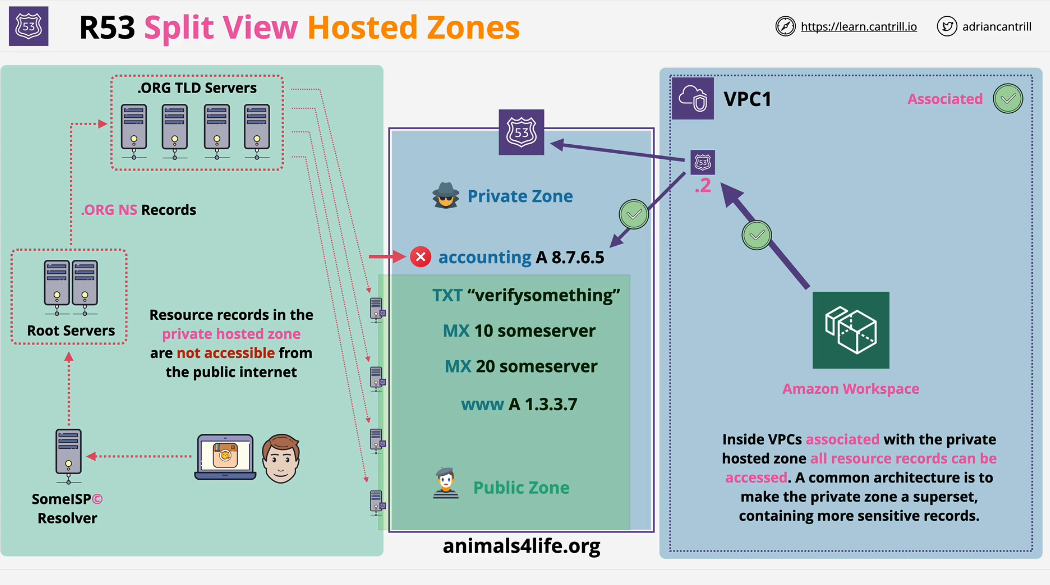 R53 Split View Hosted Zones
https://learn.cantrill.io
adriancantrill
.ORG TLD Servers
.ORG NS Records
Root Servers
Resource records in the
private hosted zone
are not accessible from
the public internet
SomeISP©
Resolver
53
53
Private Zone
accounting A 8.7.6.5
TXT “verifysomething”
MX 10 someserver
MX 20 someserver
www A 1.3.3.7
Public Zone
animals4life.org
VPC1
Associated
53
.2
Amazon Workspace
Inside VPCs associated with the private
hosted zone all resource records can be
accessed. A common architecture is to
make the private zone a superset,
containing more sensitive records.